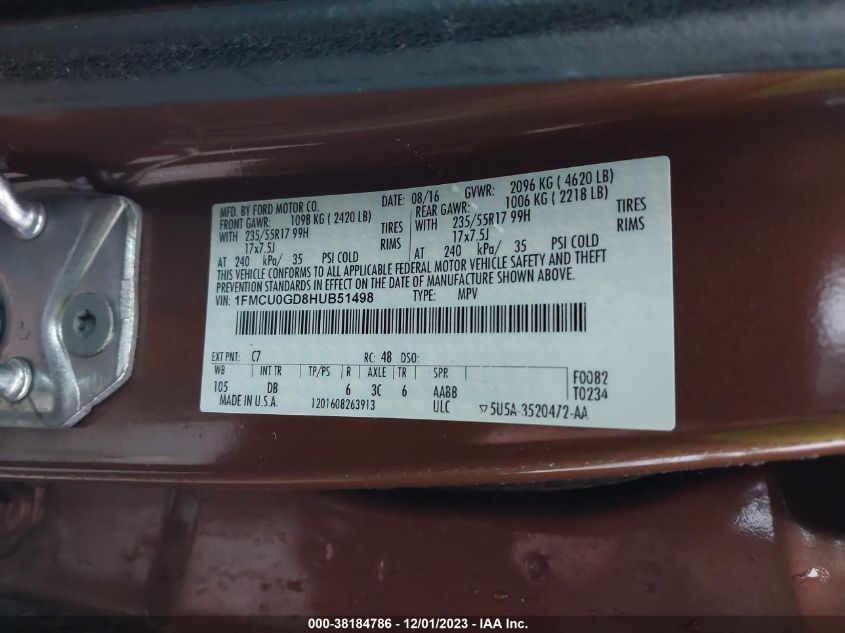 MFD. BY FORD MOTOR CO. DATE: 08/16 GVWR: 2096 KG ( 4620 LB)
FRONT GAWR: 1098 KG ( 2420 LB) REAR GAWR: 1006 KG ( 2218 LB)
WITH 235/55R17 99H TIRES WITH 235/55R17 99H TIRES
17x7.5J RIMS 17x7.5J RIMS
AT 240 kPa/ 35 PSI COLD AT 240 kPa/ 35 PSI COLD
THIS VEHICLE CONFORMS TO ALL APPLICABLE FEDERAL MOTOR VEHICLE SAFETY AND THEFT
PREVENTION STANDARDS IN EFFECT ON THE DATE OF MANUFACTURE SHOWN ABOVE.
VIN: 1FMCU0GD8HUB51498 TYPE: MPV
EXT PNT: C7 RC: 48 DSO:
WB INT TR TP/PS R AXLE TR SPR F0082
105 DB 6 3C 6 AABB T0234
MADE IN U.S.A. 1201608263913 ULC ▽5U5A-3520472-AA
000-38184786 - 12/01/2023 - IAA Inc.